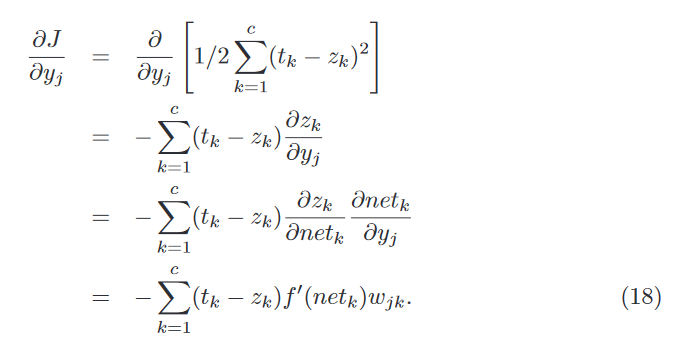 ∂J/∂y_j = ∂/∂y_j [1/2 ∑_{k=1}^{c} (t_k − z_k)^2]
= −∑_{k=1}^{c} (t_k − z_k) ∂z_k/∂y_j
= −∑_{k=1}^{c} (t_k − z_k) ∂z_k/∂net_k ∂net_k/∂y_j
= −∑_{k=1}^{c} (t_k − z_k) f′(net_k) w_{jk}. (18)